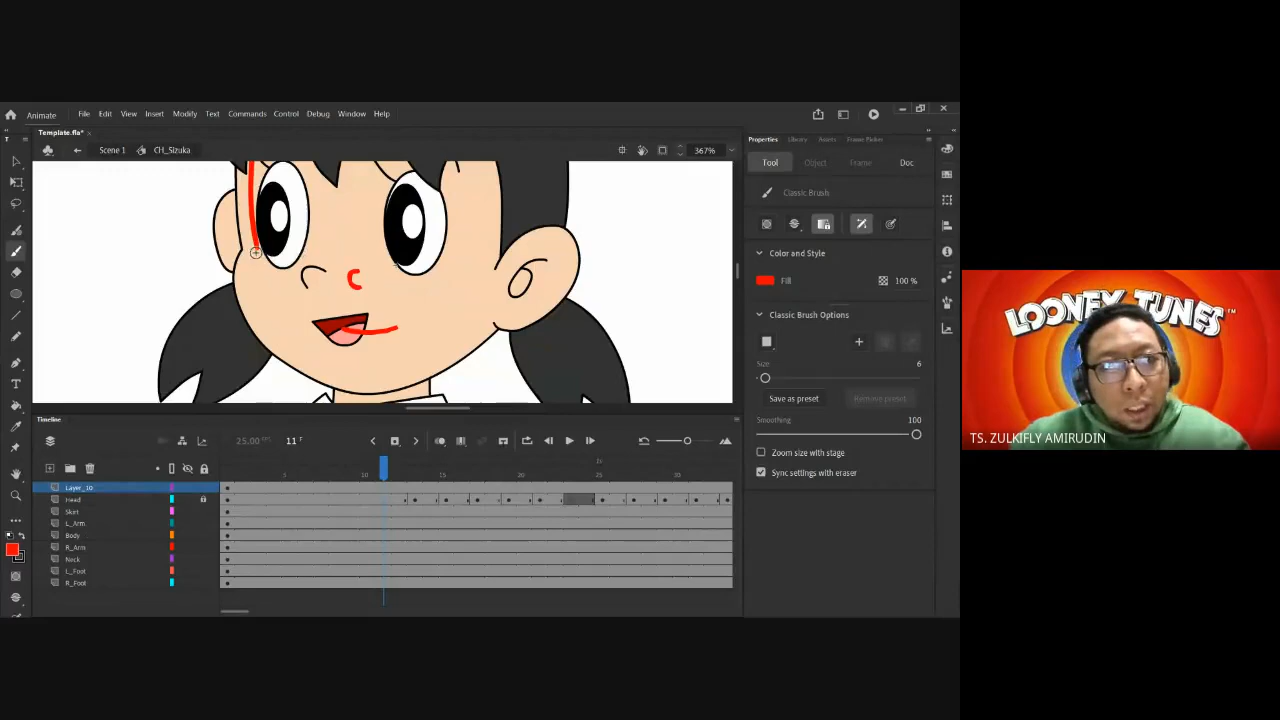 Animate File Edit View Insert Modify Text Commands Control Debug Window Help
Template.fla* ×
Scene 1 CH_Sizuka 367%
Properties Library Assets Frame Picker
Tool Object Frame Doc
Classic Brush
Color and Style
Fill 100 %
Classic Brush Options
Size 6
Save as preset Remove preset
Smoothing 100
Zoom size with stage
Sync settings with eraser
Timeline
25.00 FPS 11 F
5 10 15 20 25 30
Layer_10
Head
Skirt
L_Arm
Body
R_Arm
Neck
L_Foot
R_Foot
LOONEY TUNES™
TS. ZULKIFLY AMIRUDIN